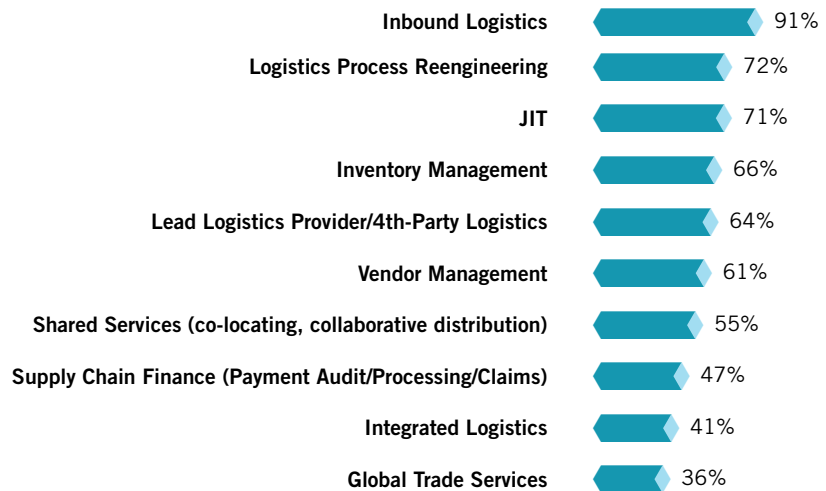 Inbound Logistics 91%
Logistics Process Reengineering 72%
JIT 71%
Inventory Management 66%
Lead Logistics Provider/4th-Party Logistics 64%
Vendor Management 61%
Shared Services (co-locating, collaborative distribution) 55%
Supply Chain Finance (Payment Audit/Processing/Claims) 47%
Integrated Logistics 41%
Global Trade Services 36%